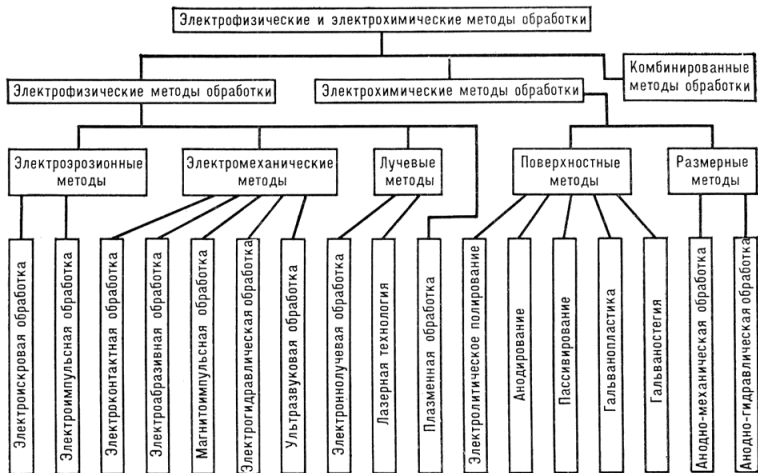 Электрофизические и электрохимические методы обработки
Комбинированные
методы обработки
Электрофизические методы обработки
Электрохимические методы обработки
Электроэрозионные
методы
Электромеханические
методы
Лучевые
методы
Поверхностные
методы
Размерные
методы
Электроискровая обработка
Электроимпульсная обработка
Электроконтактная обработка
Электроабразивная обработка
Магнитоимпульсная обработка
Электрогидравлическая обработка
Ультразвуковая обработка
Электроннолучевая обработка
Лазерная технология
Плазменная обработка
Электролитическое полирование
Анодирование
Пассивирование
Гальванопластика
Гальваностегия
Анодно-механическая обработка
Анодно-гидравлическая обработка